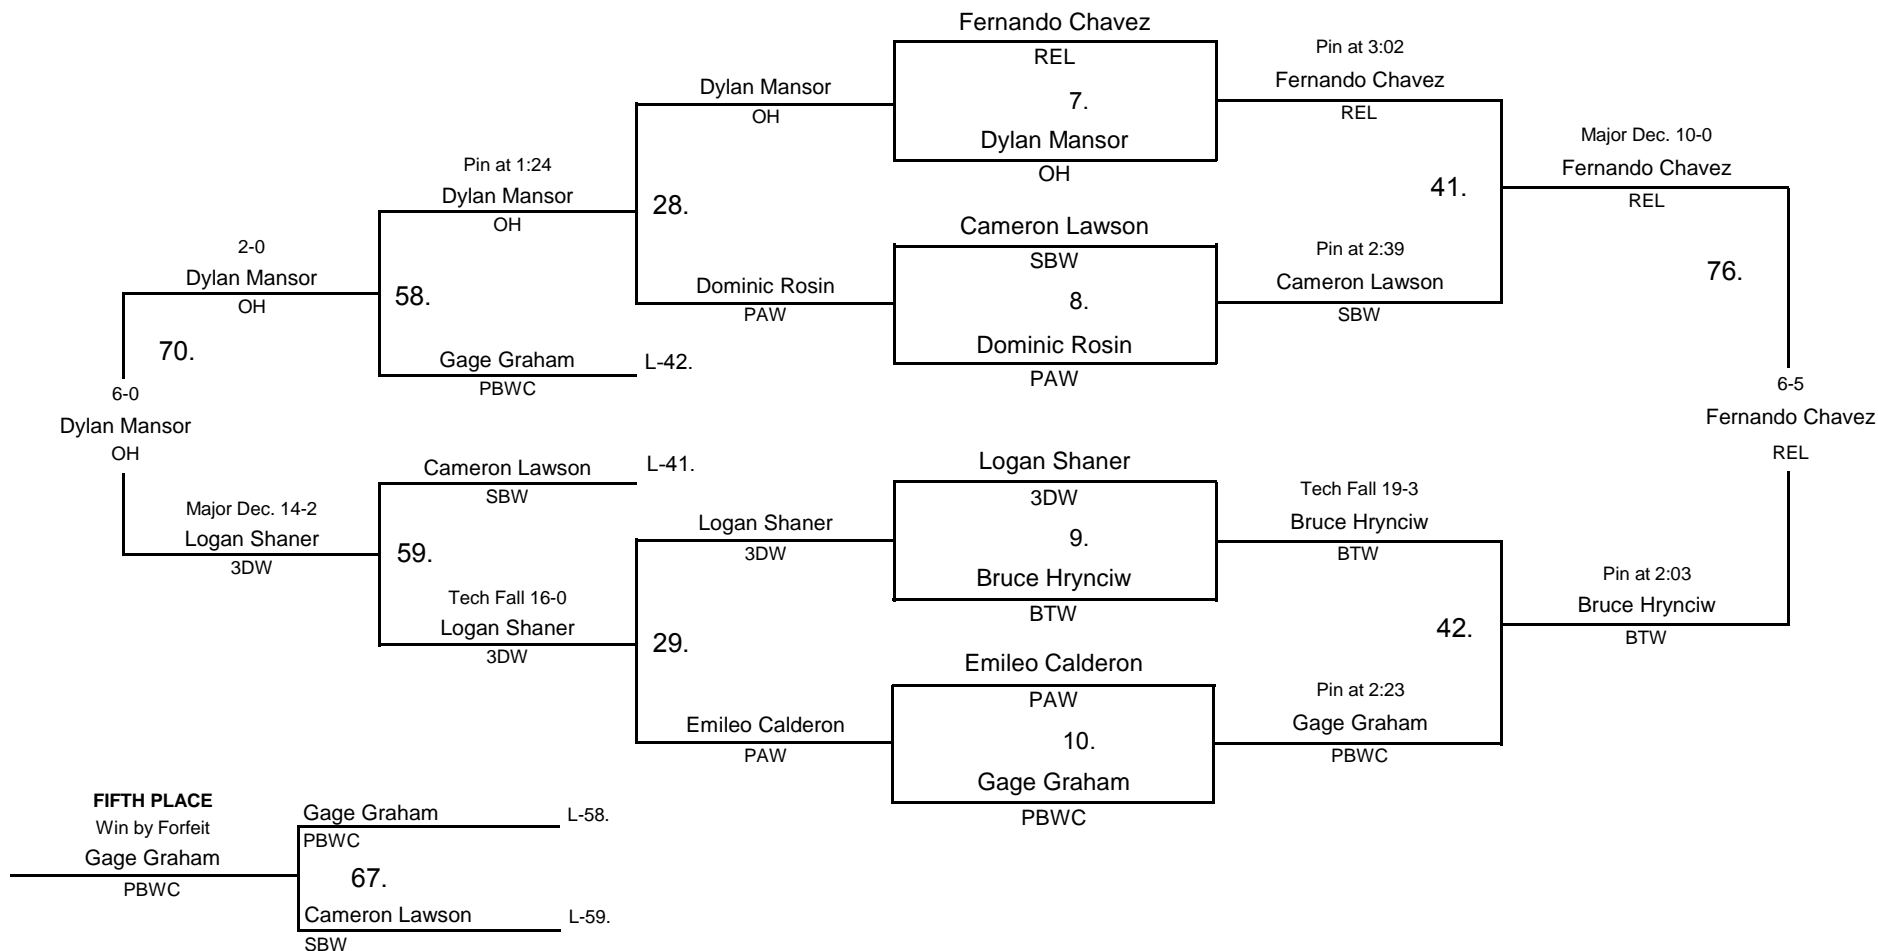 Fernando Chavez
REL
7.
Dylan Mansor
OH
Cameron Lawson
SBW
8.
Dominic Rosin
PAW
Logan Shaner
3DW
9.
Bruce Hrynciw
BTW
Emileo Calderon
PAW
10.
Gage Graham
PBWC
Pin at 3:02
Fernando Chavez
REL
41.
Pin at 2:39
Cameron Lawson
SBW
Tech Fall 19-3
Bruce Hrynciw
BTW
42.
Pin at 2:23
Gage Graham
PBWC
Major Dec. 10-0
Fernando Chavez
REL
76.
Pin at 2:03
Bruce Hrynciw
BTW
6-5
Fernando Chavez
REL
Dylan Mansor
OH
28.
Dominic Rosin
PAW
Logan Shaner
3DW
29.
Emileo Calderon
PAW
Pin at 1:24
Dylan Mansor
OH
58.
Gage Graham
L-42.
PBWC
Cameron Lawson
L-41.
SBW
59.
Tech Fall 16-0
Logan Shaner
3DW
2-0
Dylan Mansor
OH
70.
Major Dec. 14-2
Logan Shaner
3DW
6-0
Dylan Mansor
OH
FIFTH PLACE
Win by Forfeit
Gage Graham
PBWC
Gage Graham
L-58.
PBWC
67.
Cameron Lawson
L-59.
SBW